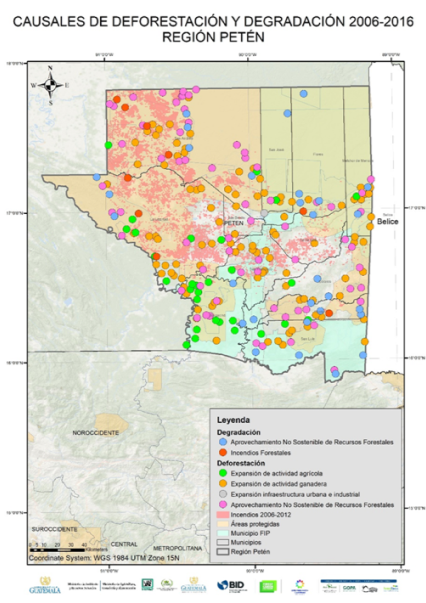 CAUSALES DE DEFORESTACIÓN Y DEGRADACIÓN 2006-2016
REGIÓN PETÉN
N
W
E
S
PETEN
Belice
NOROCCIDENTE
SUROCCIDENTE
CENTRAL
METROPOLITANA
Coordinate System: WGS 1984 UTM Zone 15N
Leyenda
Degradación
Aprovechamiento No Sostenible de Recursos Forestales
Incendios Forestales
Deforestación
Expansión de actividad agrícola
Expansión de actividad ganadera
Expansión infraestructura urbana e industrial
Aprovechamiento No Sostenible de Recursos Forestales
Incendios 2006-2012
Áreas protegidas
Municipio FIP
Municipios
Región Petén
GUATEMALA
GUATEMALA
BID